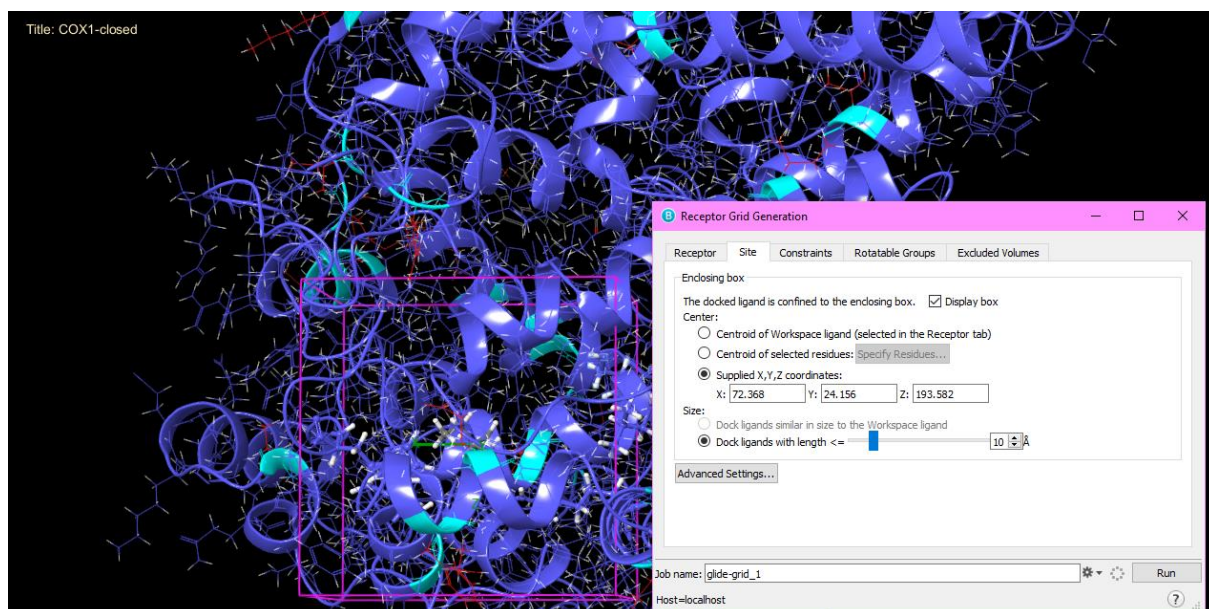 Title: COX1-closed
B Receptor Grid Generation
Receptor Site Constraints Rotatable Groups Excluded Volumes
Enclosing box
The docked ligand is confined to the enclosing box. Display box
Center:
Centroid of Workspace ligand (selected in the Receptor tab)
Centroid of selected residues: Specify Residues...
Supplied X,Y,Z coordinates:
X: 72.368 Y: 24.156 Z: 193.582
Size:
Dock ligands similar in size to the Workspace ligand
Dock ligands with length <= 10 Å
Advanced Settings...
Job name: glide-grid_1 Run
Host=localhost ?